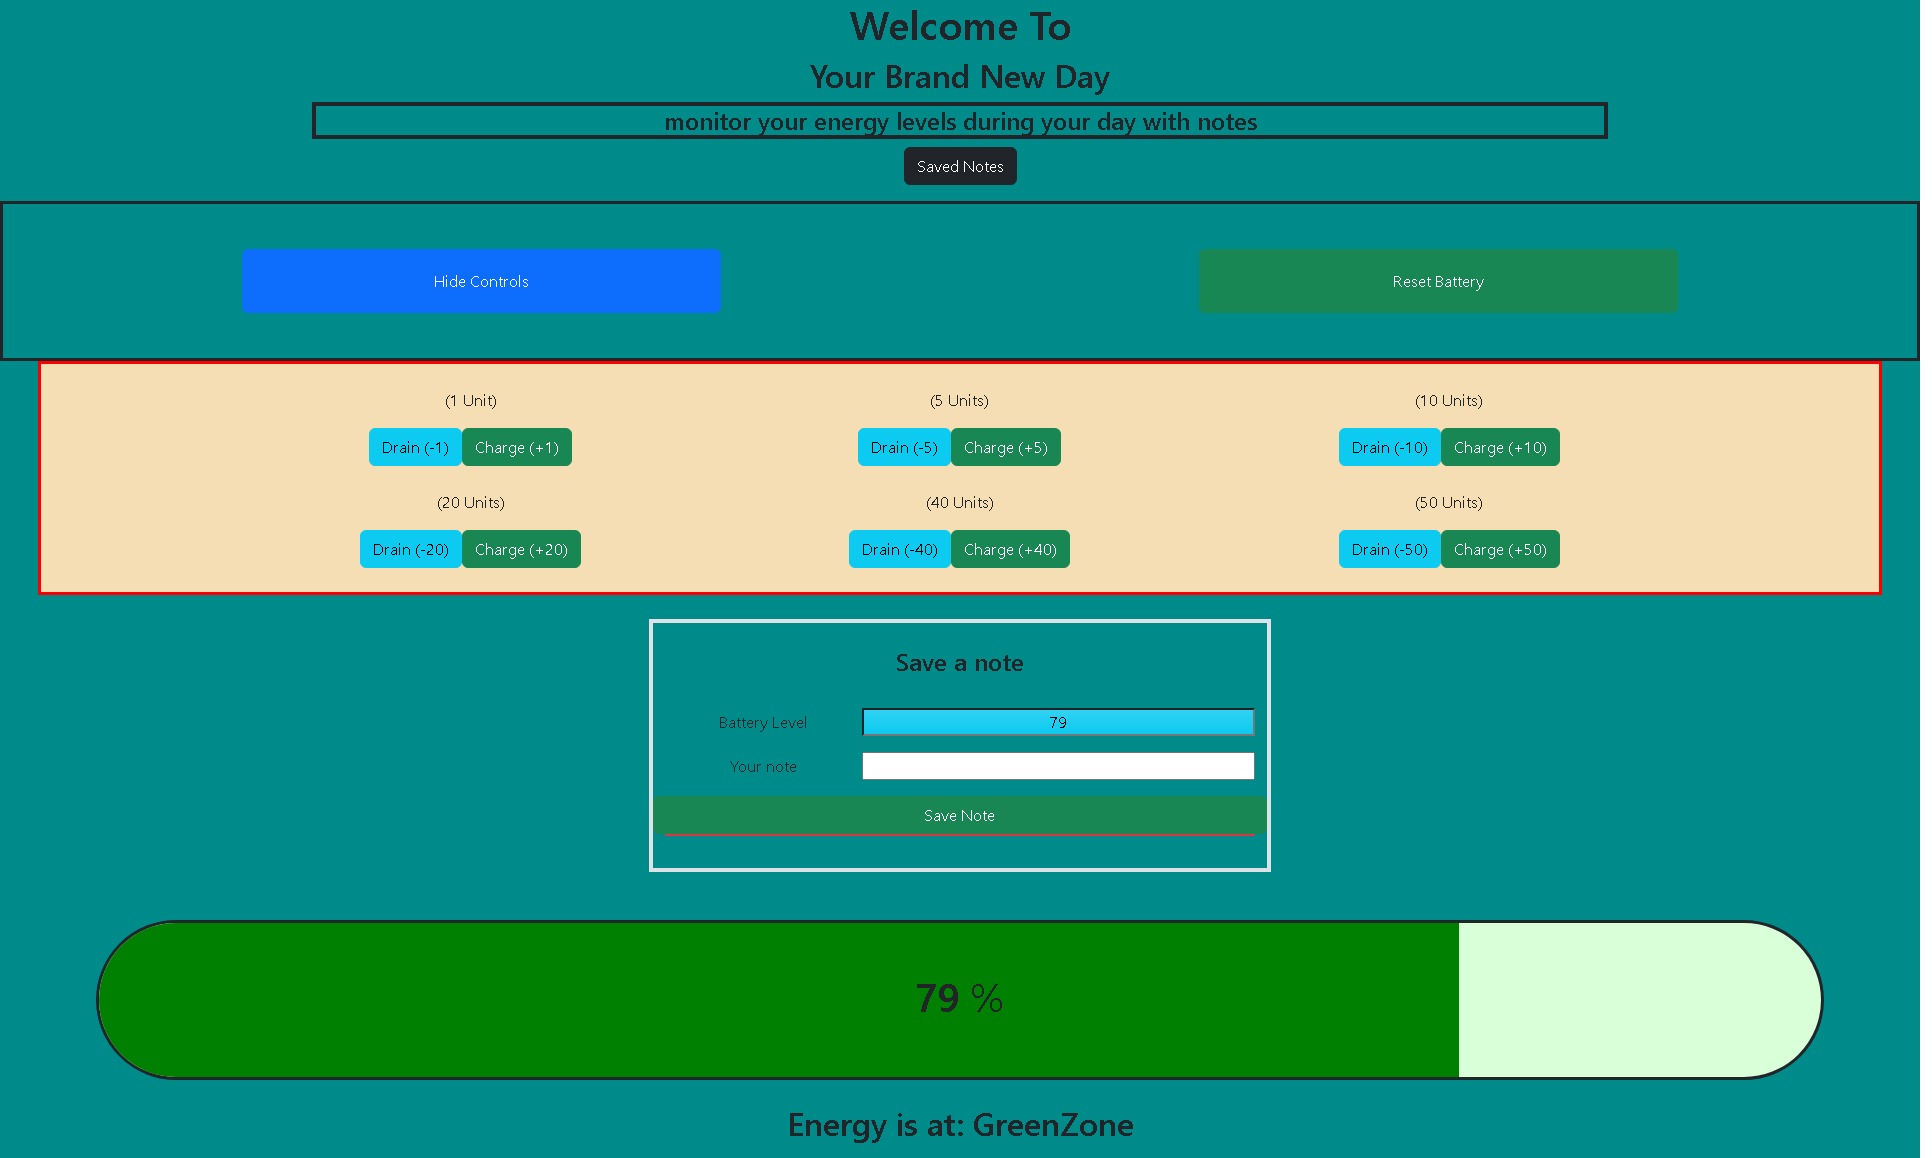 Welcome To
Your Brand New Day
monitor your energy levels during your day with notes
Saved Notes
Hide Controls
Reset Battery
(1 Unit)
(5 Units)
(10 Units)
Drain (-1) Charge (+1)
Drain (-5) Charge (+5)
Drain (-10) Charge (+10)
(20 Units)
(40 Units)
(50 Units)
Drain (-20) Charge (+20)
Drain (-40) Charge (+40)
Drain (-50) Charge (+50)
Save a note
Battery Level 79
Your note
Save Note
79 %
Energy is at: GreenZone